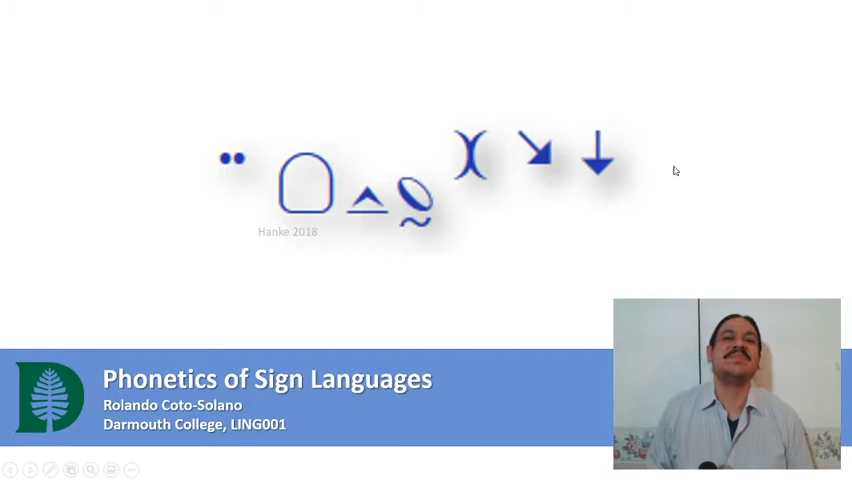 Hanke 2018
Phonetics of Sign Languages
Rolando Coto-Solano
Darmouth College, LING001